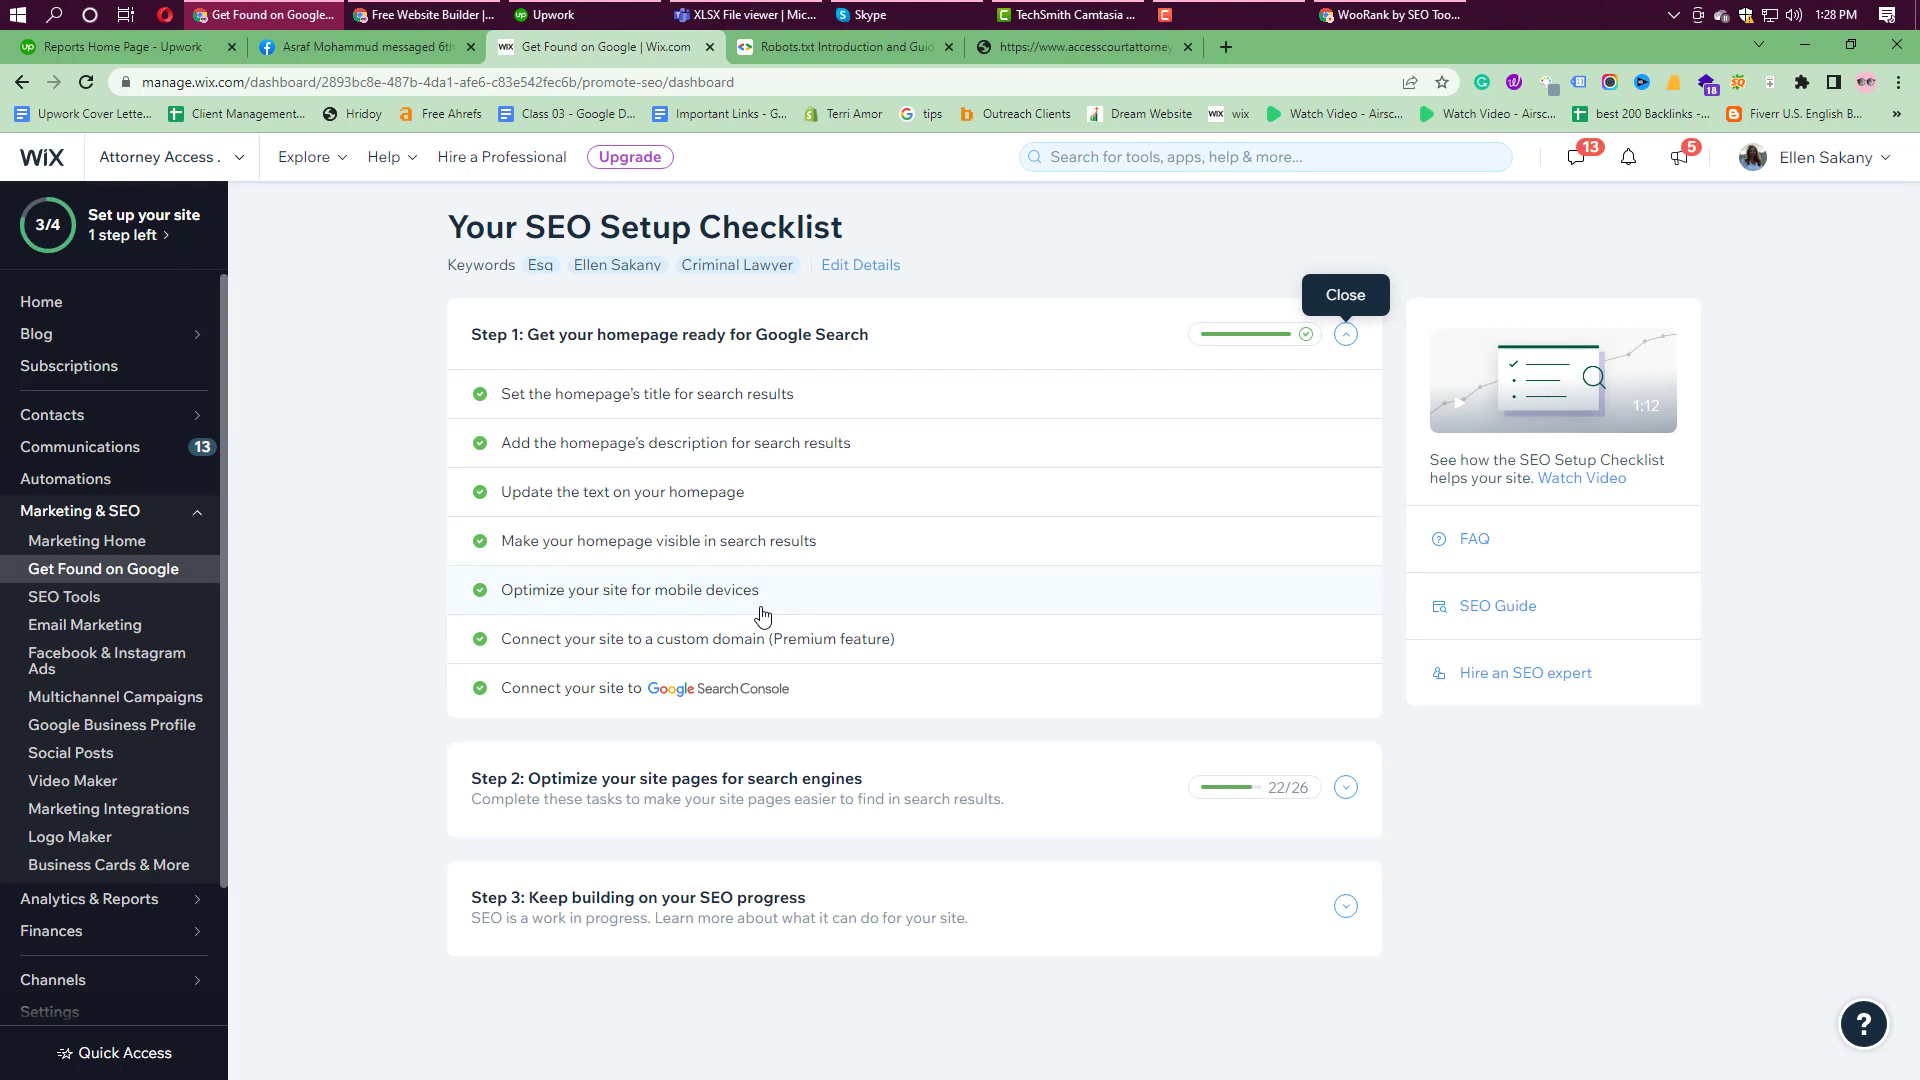 Get Found on Google...
Free Website Builder |...
Upwork
XLSX File viewer | Mic...
Skype
TechSmith Camtasia ...
WooRank by SEO Too...
1:28 PM
Reports Home Page - Upwork
Asraf Mohammud messaged
Get Found on Google | Wix.com
Robots.txt Introduction and Guid
https://www.accesscourtattorney
manage.wix.com/dashboard/2893bc8e-487b-4da1-afe6-c83e542fec6b/promote-seo/dashboard
18
Upwork Cover Lette...
Client Management...
Hridoy
Free Ahrefs
Class 03 - Google D...
Important Links - G...
Terri Amor
tips
Outreach Clients
Dream Website
wix
Watch Video - Airsc...
Watch Video - Airsc...
best 200 Backlinks -...
Fiverr U.S. English B...
WiX
Attorney Access .
Explore
Help
Hire a Professional
Upgrade
Search for tools, apps, help & more...
13
5
Ellen Sakany
3/4
Set up your site
1 step left >
Home
Blog
Subscriptions
Contacts
Communications
13
Automations
Marketing & SEO
Marketing Home
Get Found on Google
SEO Tools
Email Marketing
Facebook & Instagram
Ads
Multichannel Campaigns
Google Business Profile
Social Posts
Video Maker
Marketing Integrations
Logo Maker
Business Cards & More
Analytics & Reports
Finances
Channels
Settings
Quick Access
Your SEO Setup Checklist
Keywords Esq Ellen Sakany Criminal Lawyer Edit Details
Close
Step 1: Get your homepage ready for Google Search
Set the homepage's title for search results
Add the homepage's description for search results
Update the text on your homepage
Make your homepage visible in search results
Optimize your site for mobile devices
Connect your site to a custom domain (Premium feature)
Connect your site to Google Search Console
Step 2: Optimize your site pages for search engines
Complete these tasks to make your site pages easier to find in search results.
22/26
Step 3: Keep building on your SEO progress
SEO is a work in progress. Learn more about what it can do for your site.
1:12
See how the SEO Setup Checklist
helps your site. Watch Video
FAQ
SEO Guide
Hire an SEO expert
?